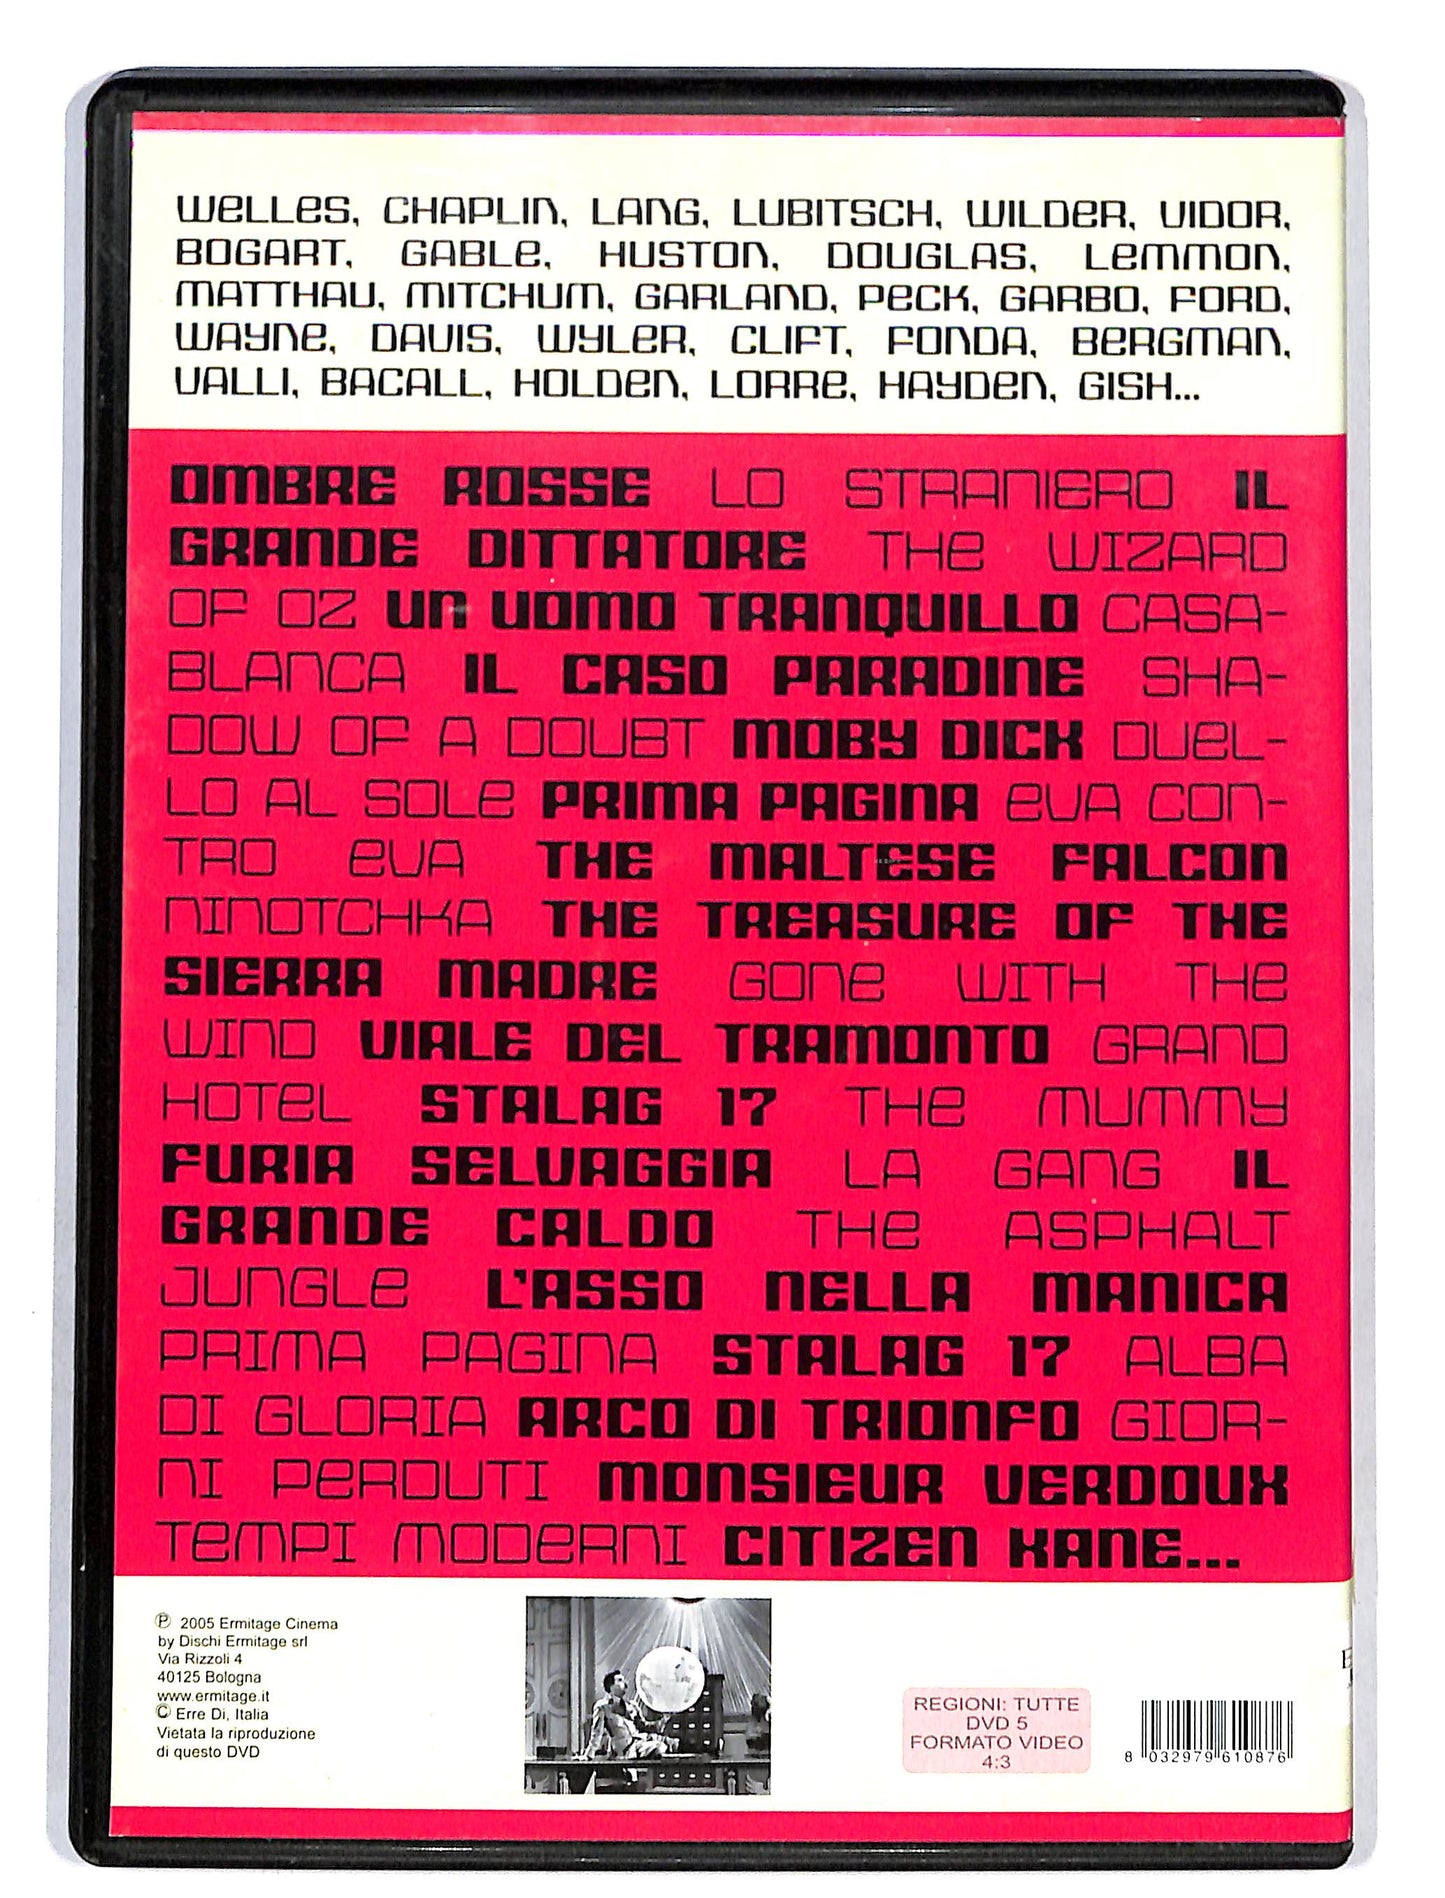 WELLES, CHAPLIN, LANG, LUBITSCH, WILDER, VIDOR,
BOGART, GABLE, HUSTON, DOUGLAS, LEMMON,
MATTHAU, MITCHUM, GARLAND, PECK, GARBO, FORD,
WAYNE, DAVIS, WYLER, CLIFT, FONDA, BERGMAN,
VALLI, BACALL, HOLDEN, LORRE, HAYDEN, GISH...
OMBRE ROSSE LO STRANIERO IL
GRANDE DITTATORE THE WIZARD
OF OZ UN UOMO TRANQUILLO CASA-
BLANCA IL CASO PARADINE SHA-
DOW OF A DOUBT MOBY DICK DUEL-
LO AL SOLE PRIMA PAGINA EVA CON-
TRO EVA THE MALTESE FALCON
NINOTCHKA THE TREASURE OF THE
SIERRA MADRE GONE WITH THE
WIND VIALE DEL TRAMONTO GRAND
HOTEL STALAG 17 THE MUMMY
FURIA SELVAGGIA LA GANG IL
GRANDE CALDO THE ASPHALT
JUNGLE L'ASSO NELLA MANICA
PRIMA PAGINA STALAG 17 ALBA
DI GLORIA ARCO DI TRIONFO GIOR-
NI PERDUTI MONSIEUR VERDOUX
TEMPI MODERNI CITIZEN KANE...
℗ 2005 Ermitage Cinema
by Dischi Ermitage srl
Via Rizzoli 4
40125 Bologna
www.ermitage.it
© Erre Di, Italia
Vietata la riproduzione
di questo DVD
REGIONI: TUTTE
DVD 5
FORMATO VIDEO
4:3
8 032979 610876